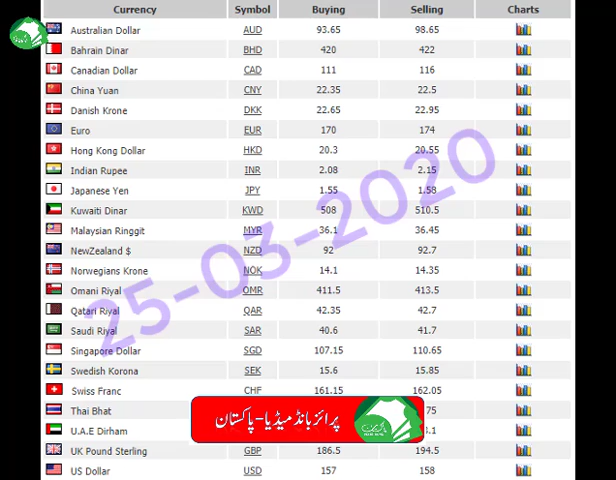 Currency Symbol Buying Selling Charts
Australian Dollar AUD 93.65 98.65
Bahrain Dinar BHD 420 422
Canadian Dollar CAD 111 116
China Yuan CNY 22.35 22.5
Danish Krone DKK 22.65 22.95
Euro EUR 170 174
Hong Kong Dollar HKD 20.3 20.55
Indian Rupee INR 2.08 2.15
Japanese Yen JPY 1.55 1.58
Kuwaiti Dinar KWD 508 510.5
Malaysian Ringgit MYR 36.1 36.45
NewZealand $ NZD 92 92.7
Norwegians Krone NOK 14.1 14.35
Omani Riyal OMR 411.5 413.5
Qatari Riyal QAR 42.35 42.7
Saudi Riyal SAR 40.6 41.7
Singapore Dollar SGD 107.15 110.65
Swedish Korona SEK 15.6 15.85
Swiss Franc CHF 161.15 162.05
Thai Bhat
U.A.E Dirham
UK Pound Sterling GBP 186.5 194.5
US Dollar USD 157 158
25-03-2020
پرائز بانڈ میڈیا-پاکستان